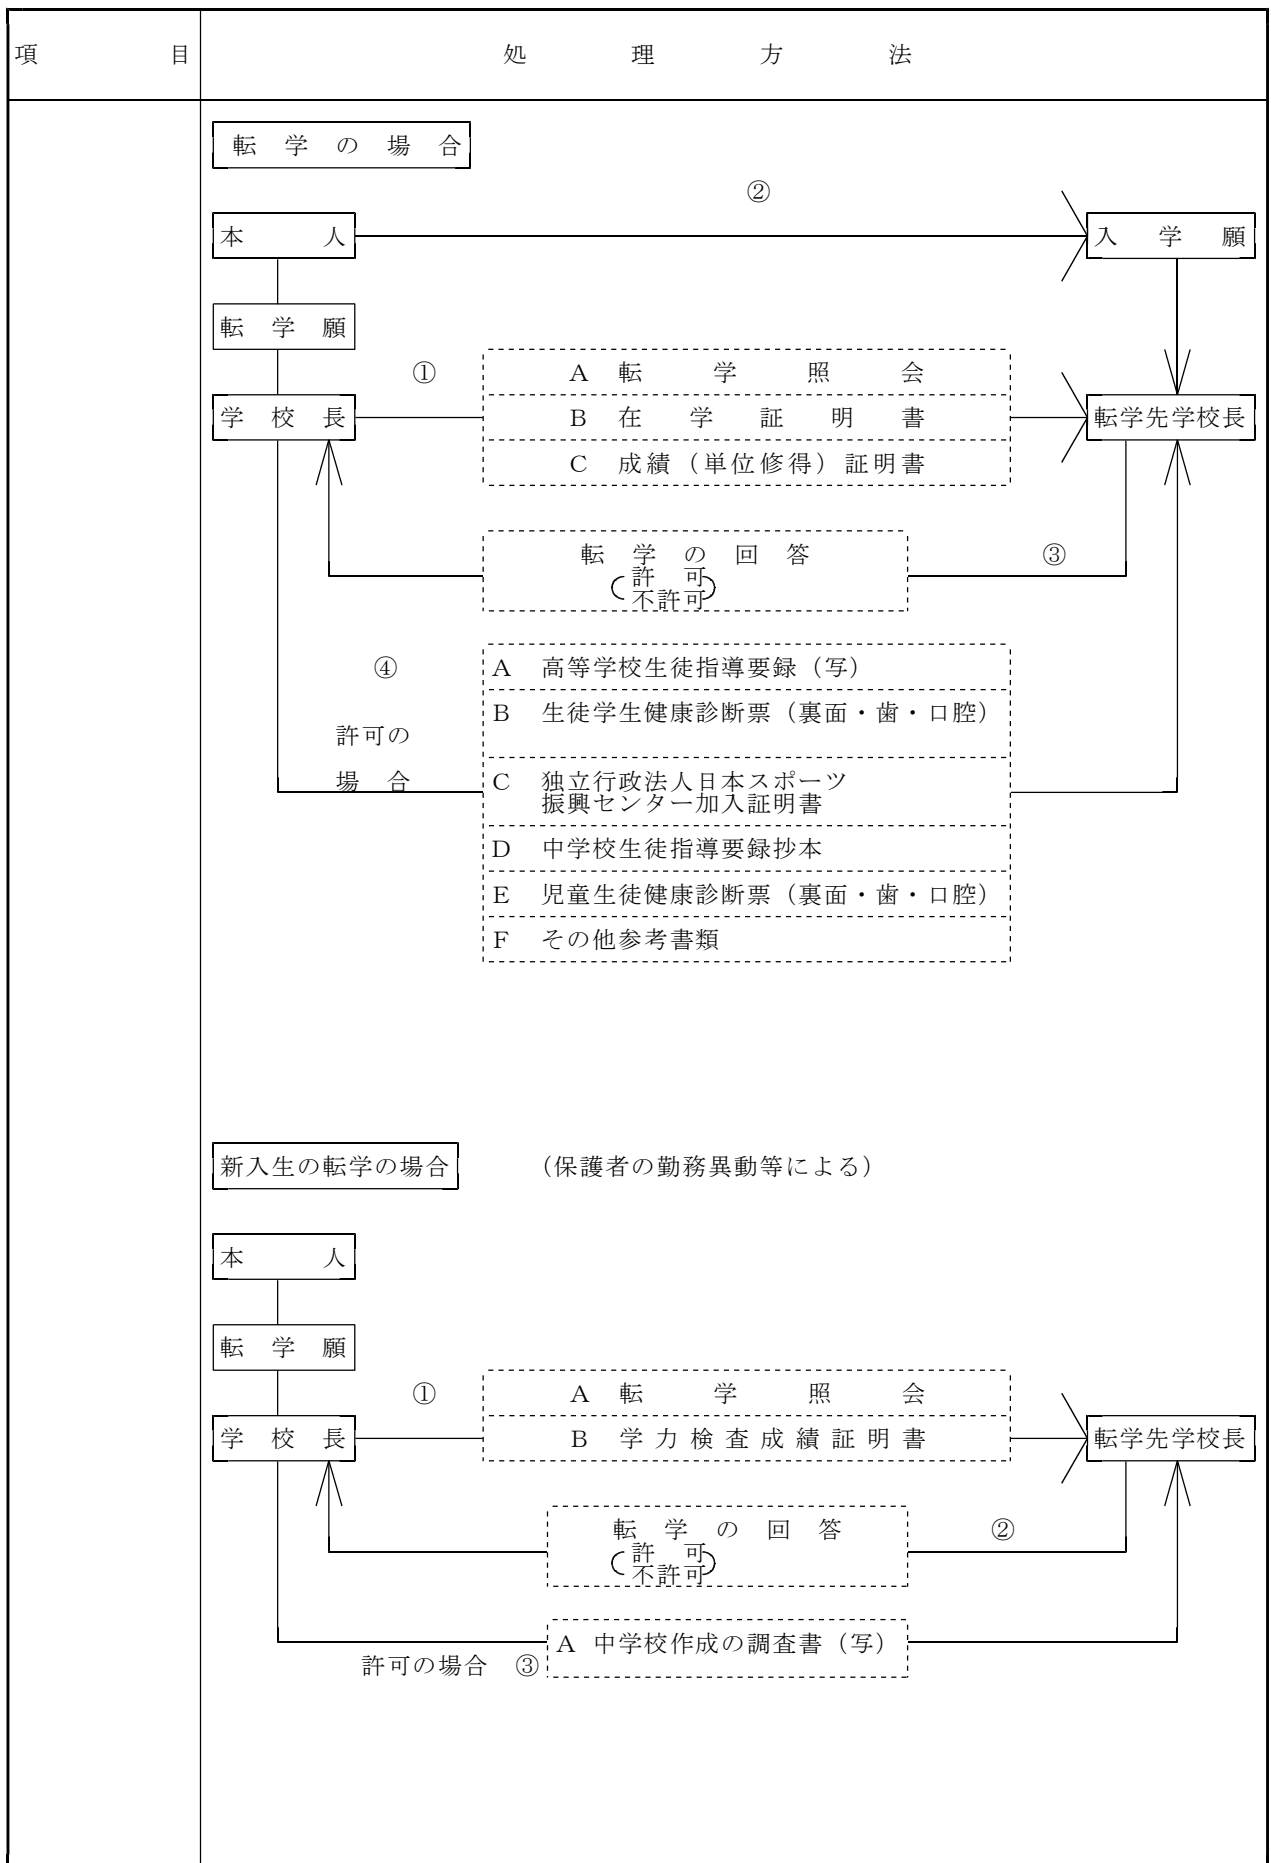 項目 処理方法
転学の場合
②
本人 入学願
転学願
①
A 転学照会
学校長 B 在学証明書 転学先学校長
C 成績（単位修得）証明書
転学の回答 ③
許可
不許可
④ A 高等学校生徒指導要録（写）
B 生徒学生健康診断票（裏面・歯・口腔）
許可の
場合
C 独立行政法人日本スポーツ
振興センター加入証明書
D 中学校生徒指導要録抄本
E 児童生徒健康診断票（裏面・歯・口腔）
F その他参考書類
新入生の転学の場合 （保護者の勤務異動等による）
本人
転学願
① A 転学照会
学校長 B 学力検査成績証明書 転学先学校長
転学の回答 ②
許可
不許可
A 中学校作成の調査書（写）
許可の場合 ③